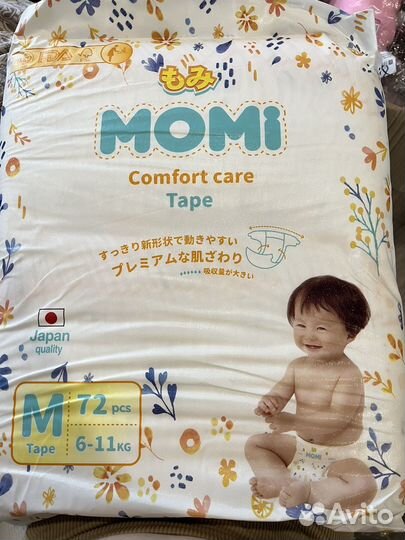 もみ
MOMi
Comfort care
Tape
すっきり新形状で動きやすい
プレミアムな肌ざわり
吸収量が大きい
Japan
quality
M
Tape
72 pcs
6-11KG
MOMI
Avito